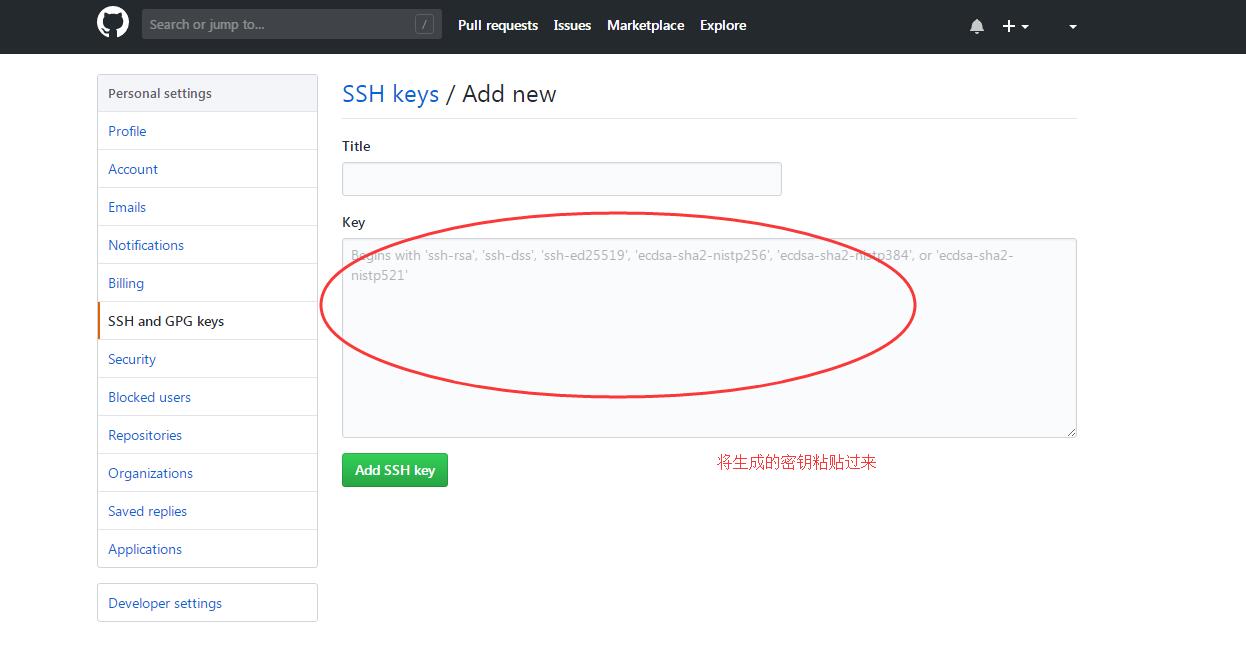 Search or jump to... /
Pull requests Issues Marketplace Explore
Personal settings
Profile
Account
Emails
Notifications
Billing
SSH and GPG keys
Security
Blocked users
Repositories
Organizations
Saved replies
Applications
Developer settings
SSH keys / Add new
Title
Key
Begins with 'ssh-rsa', 'ssh-dss', 'ssh-ed25519', 'ecdsa-sha2-nistp256', 'ecdsa-sha2-nistp384', or 'ecdsa-sha2-
nistp521'
Add SSH key
将生成的密钥粘贴过来